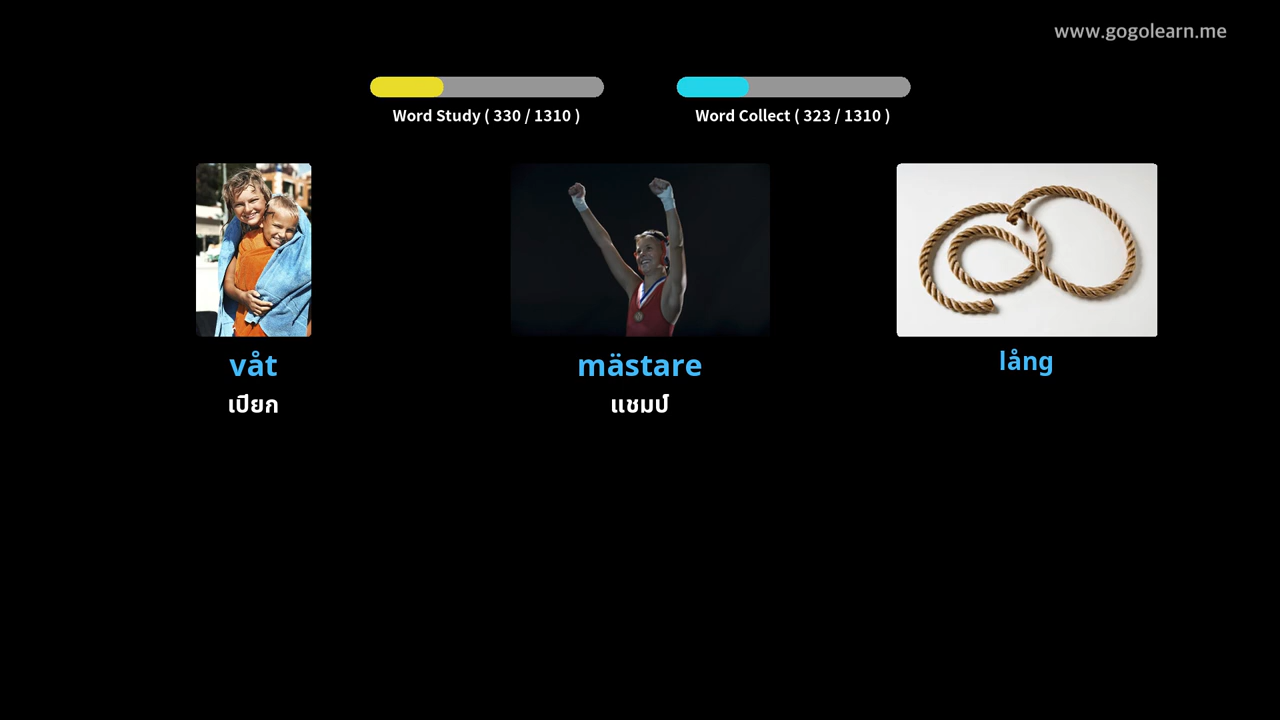 www.gogolearn.me
Word Study ( 330 / 1310 )
Word Collect ( 323 / 1310 )
våt
เปียก
mästare
แชมป์
lång